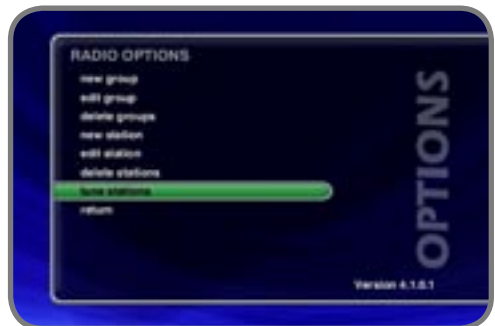 RADIO OPTIONS
new group
edit group
delete groups
new station
edit station
delete stations
tune stations
return
OPTIONS
Version 4.1.0.1